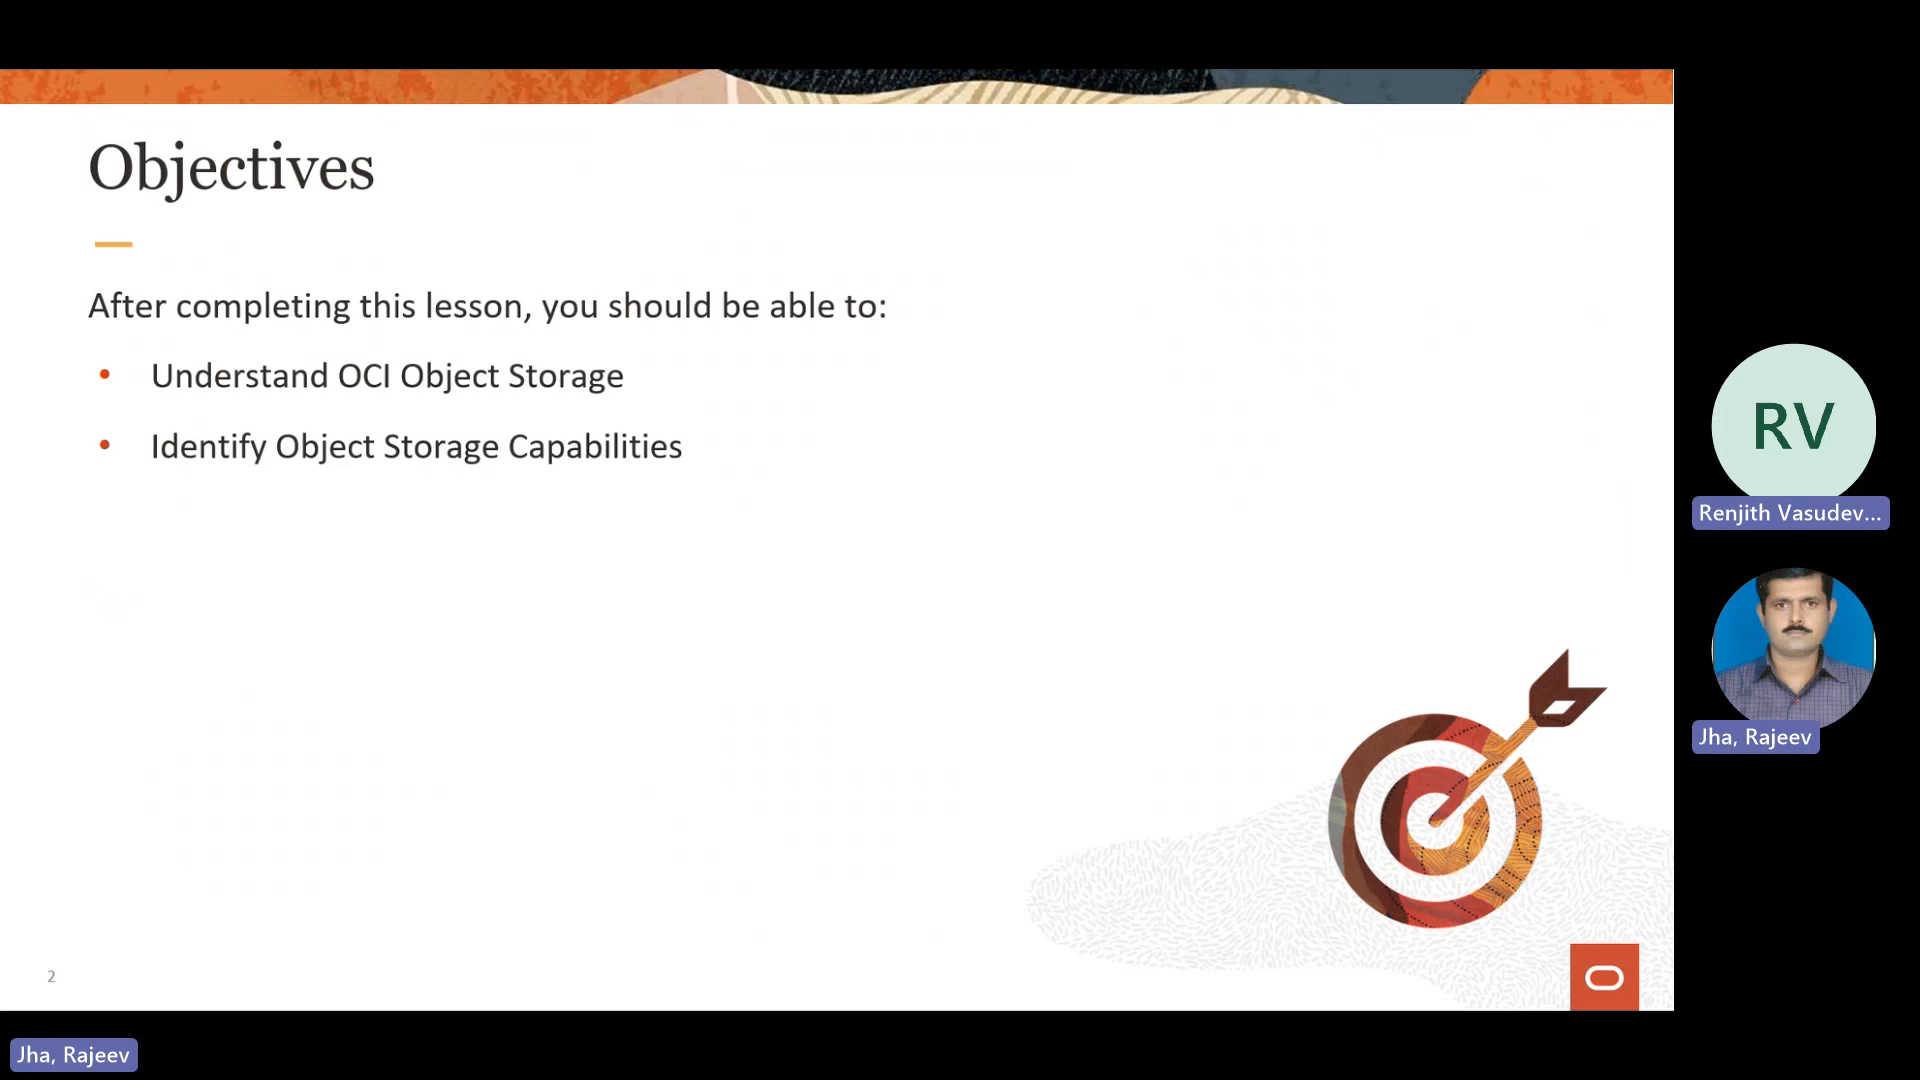 Objectives
After completing this lesson, you should be able to:
• Understand OCI Object Storage
• Identify Object Storage Capabilities
2
RV
Renjith Vasudev...
Jha, Rajeev
Jha, Rajeev